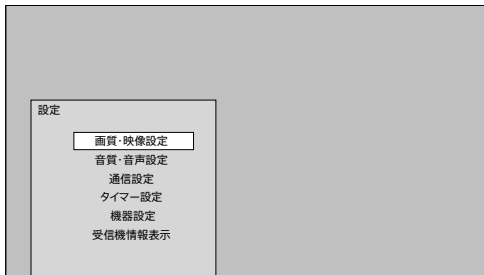 設定
画質・映像設定
音質・音声設定
通信設定
タイマー設定
機器設定
受信機情報表示